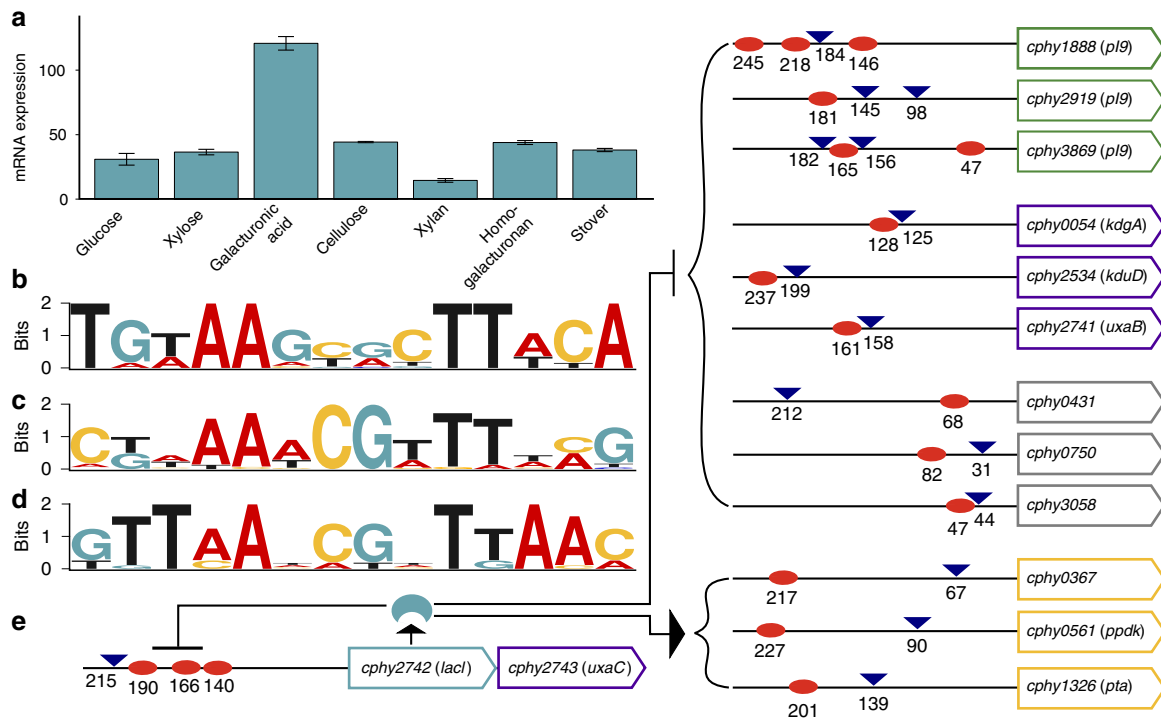 a
mRNA expression
100
50
0
Glucose
Xylose
Galacturonic
acid
Cellulose
Xylan
Homo-
galacturonan
Stover
b
Bits
2
1
0
TGTAAGCGCTTACA
c
Bits
2
1
0
d
Bits
2
1
0
e
215
190
166
140
cphy2742 (lacI)
cphy2743 (uxaC)
245
218
184
146
cphy1888 (pl9)
181
145
98
cphy2919 (pl9)
182
165
156
47
cphy3869 (pl9)
128
125
cphy0054 (kdgA)
237
199
cphy2534 (kduD)
161
158
cphy2741 (uxaB)
212
68
cphy0431
82
31
cphy0750
47
44
cphy3058
217
67
cphy0367
227
90
cphy0561 (ppdk)
201
139
cphy1326 (pta)